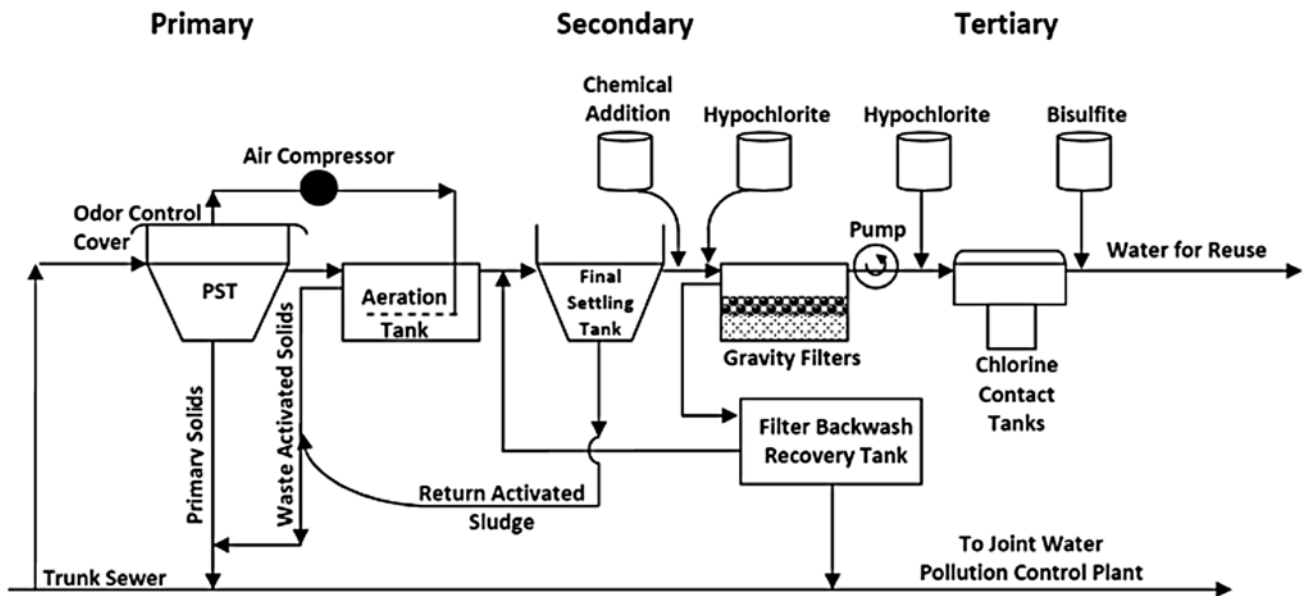 Primary
Secondary
Tertiary
Chemical
Addition
Hypochlorite
Hypochlorite
Bisulfite
Air Compressor
Odor Control
Cover
Pump
Water for Reuse
PST
Aeration
Tank
Final
Settling
Tank
Gravity Filters
Chlorine
Contact
Tanks
Primary Solids
Waste Activated Solids
Filter Backwash
Recovery Tank
Return Activated
Sludge
To Joint Water
Pollution Control Plant
Trunk Sewer